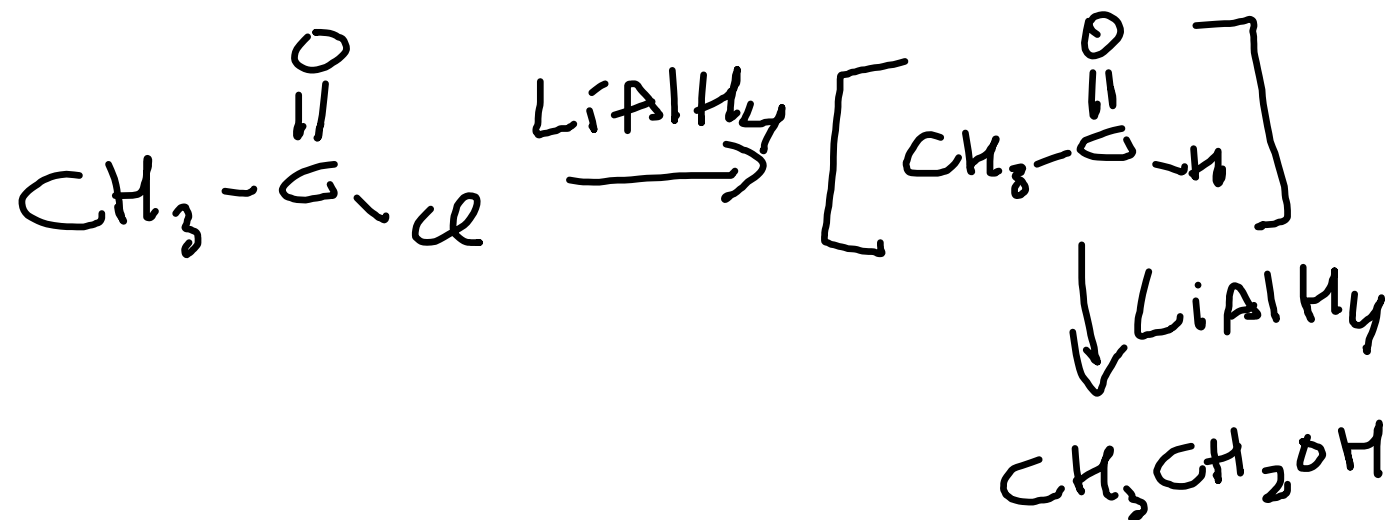 O O
CH₃-C-Cl LiAlH₄ [CH₃-C-H]
LiAlH₄
CH₃CH₂OH